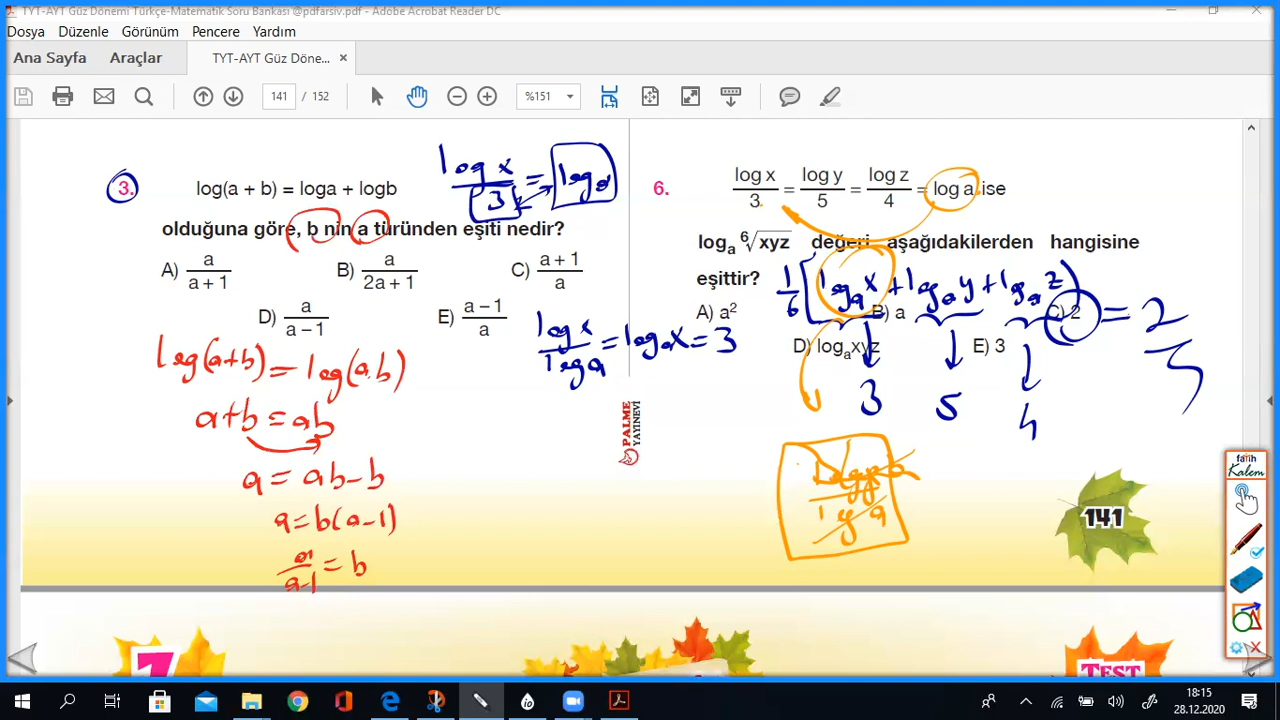 TYT-AYT Güz Dönemi Türkçe-Matematik Soru Bankası @pdfarsiv.pdf - Adobe Acrobat Reader DC
Dosya Düzenle Görünüm Pencere Yardım
Ana Sayfa Araçlar TYT-AYT Güz Döne... ×
141 / 152 %151
3. log(a + b) = loga + logb
olduğuna göre, b nin a türünden eşiti nedir?
A) a/(a + 1) B) a/(2a + 1) C) (a + 1)/a
D) a/(a – 1) E) (a – 1)/a
log x / 3 = log a
log(a+b) = log(a.b)
a+b = ab
a = ab - b
a = b(a-1)
a/(a-1) = b
log x / log a = logₐx = 3
PALME
YAYINEVİ
6. log x / 3 = log y / 5 = log z / 4 = log a ise
logₐ ⁶√xyz değeri aşağıdakilerden hangisine
eşittir?
1/6 [logₐx + logₐy + logₐz) = 2
A) a² B) a C) 2
D) logₐxyz E) 3
3 5 4
141
TEST
fatih
Kalem
18:15
28.12.2020